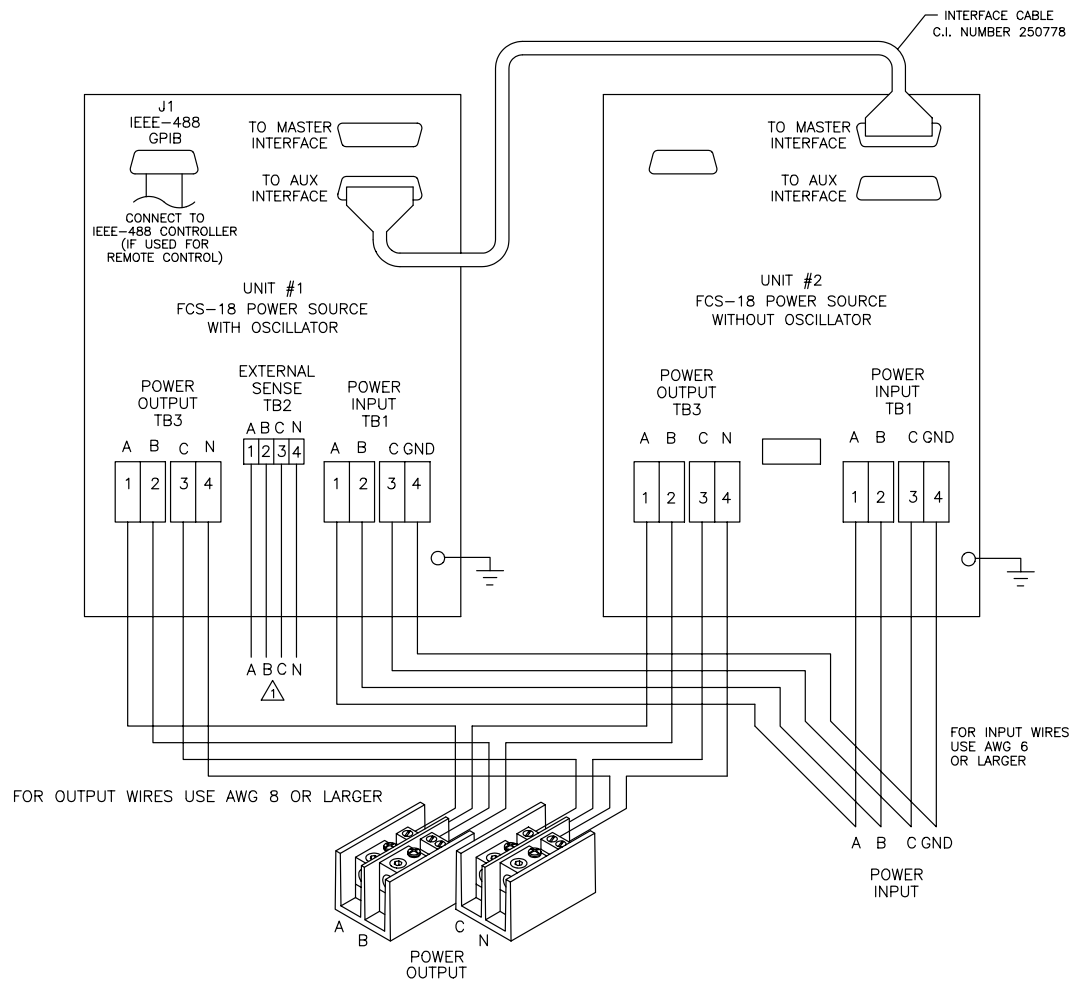 INTERFACE CABLE
C.I. NUMBER 250778
J1
IEEE-488
GPIB
TO MASTER
INTERFACE
TO AUX
INTERFACE
CONNECT TO
IEEE-488 CONTROLLER
(IF USED FOR
REMOTE CONTROL)
UNIT #1
FCS-18 POWER SOURCE
WITH OSCILLATOR
POWER
OUTPUT
TB3
A B C N
1 2 3 4
EXTERNAL
SENSE
TB2
A B C N
1 2 3 4
POWER
INPUT
TB1
A B C GND
1 2 3 4
TO MASTER
INTERFACE
TO AUX
INTERFACE
UNIT #2
FCS-18 POWER SOURCE
WITHOUT OSCILLATOR
POWER
OUTPUT
TB3
A B C N
1 2 3 4
POWER
INPUT
TB1
A B C GND
1 2 3 4
A B C N
1
FOR INPUT WIRES
USE AWG 6
OR LARGER
FOR OUTPUT WIRES USE AWG 8 OR LARGER
A B C GND
POWER
INPUT
A
B
C
N
POWER
OUTPUT